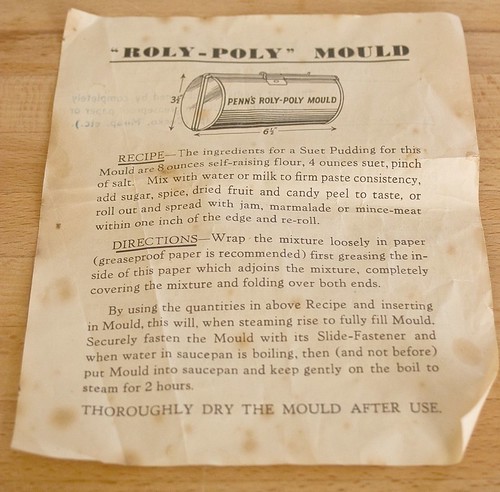 "ROLY-POLY" MOULD
3½
PENN'S ROLY-POLY MOULD
6½
RECIPE—The ingredients for a Suet Pudding for this
Mould are 8 ounces self-raising flour, 4 ounces suet, pinch
of salt. Mix with water or milk to firm paste consistency,
add sugar, spice, dried fruit and candy peel to taste, or
roll out and spread with jam, marmalade or mince-meat
within one inch of the edge and re-roll.
DIRECTIONS—Wrap the mixture loosely in paper
(greaseproof paper is recommended) first greasing the in-
side of this paper which adjoins the mixture, completely
covering the mixture and folding over both ends.
By using the quantities in above Recipe and inserting
in Mould, this will, when steaming rise to fully fill Mould.
Securely fasten the Mould with its Slide-Fastener and
when water in saucepan is boiling, then (and not before)
put Mould into saucepan and keep gently on the boil to
steam for 2 hours.
THOROUGHLY DRY THE MOULD AFTER USE.